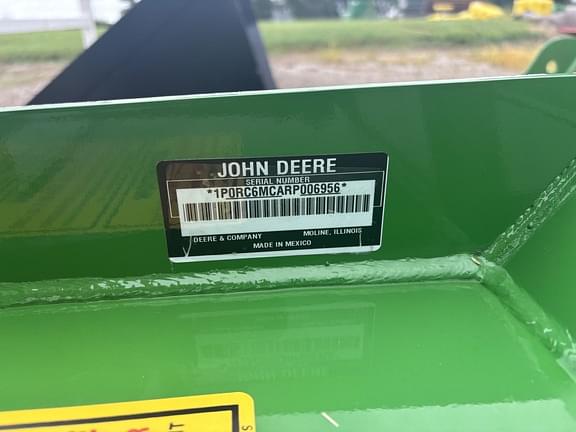 JOHN DEERE
SERIAL NUMBER
*1P0RC6MCARP006956*
DEERE & COMPANY MOLINE, ILLINOIS
MADE IN MEXICO